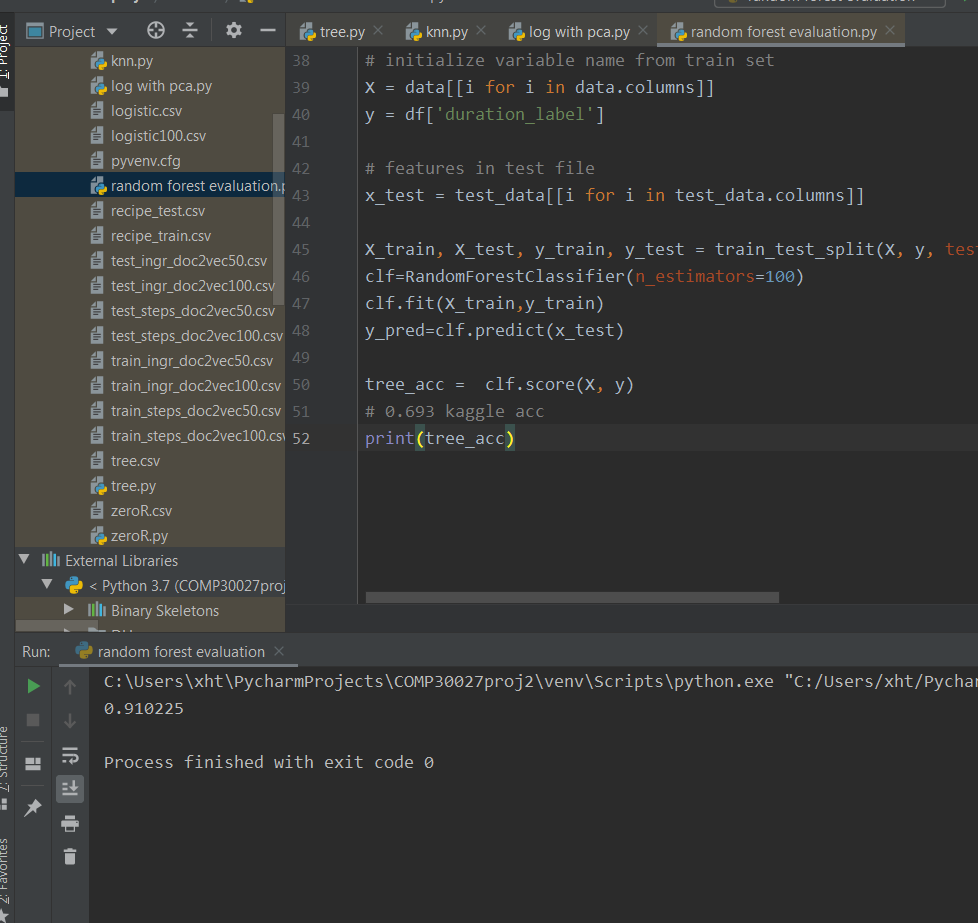 Project
tree.py
knn.py
log with pca.py
random forest evaluation.py
1: Project
knn.py
log with pca.py
logistic.csv
logistic100.csv
pyvenv.cfg
random forest evaluation.p
recipe_test.csv
recipe_train.csv
test_ingr_doc2vec50.csv
test_ingr_doc2vec100.csv
test_steps_doc2vec50.csv
test_steps_doc2vec100.csv
train_ingr_doc2vec50.csv
train_ingr_doc2vec100.csv
train_steps_doc2vec50.csv
train_steps_doc2vec100.csv
tree.csv
tree.py
zeroR.csv
zeroR.py
External Libraries
< Python 3.7 (COMP30027proj
Binary Skeletons
38 # initialize variable name from train set
39 X = data[[i for i in data.columns]]
40 y = df['duration_label']
41
42 # features in test file
43 x_test = test_data[[i for i in test_data.columns]]
44
45 X_train, X_test, y_train, y_test = train_test_split(X, y, tes
46 clf=RandomForestClassifier(n_estimators=100)
47 clf.fit(X_train,y_train)
48 y_pred=clf.predict(x_test)
49
50 tree_acc =  clf.score(X, y)
51 # 0.693 kaggle acc
52 print(tree_acc)
Run:
random forest evaluation
C:\Users\xht\PycharmProjects\COMP30027proj2\venv\Scripts\python.exe "C:/Users/xht/Pychar
0.910225
Process finished with exit code 0
7: Structure
2: Favorites